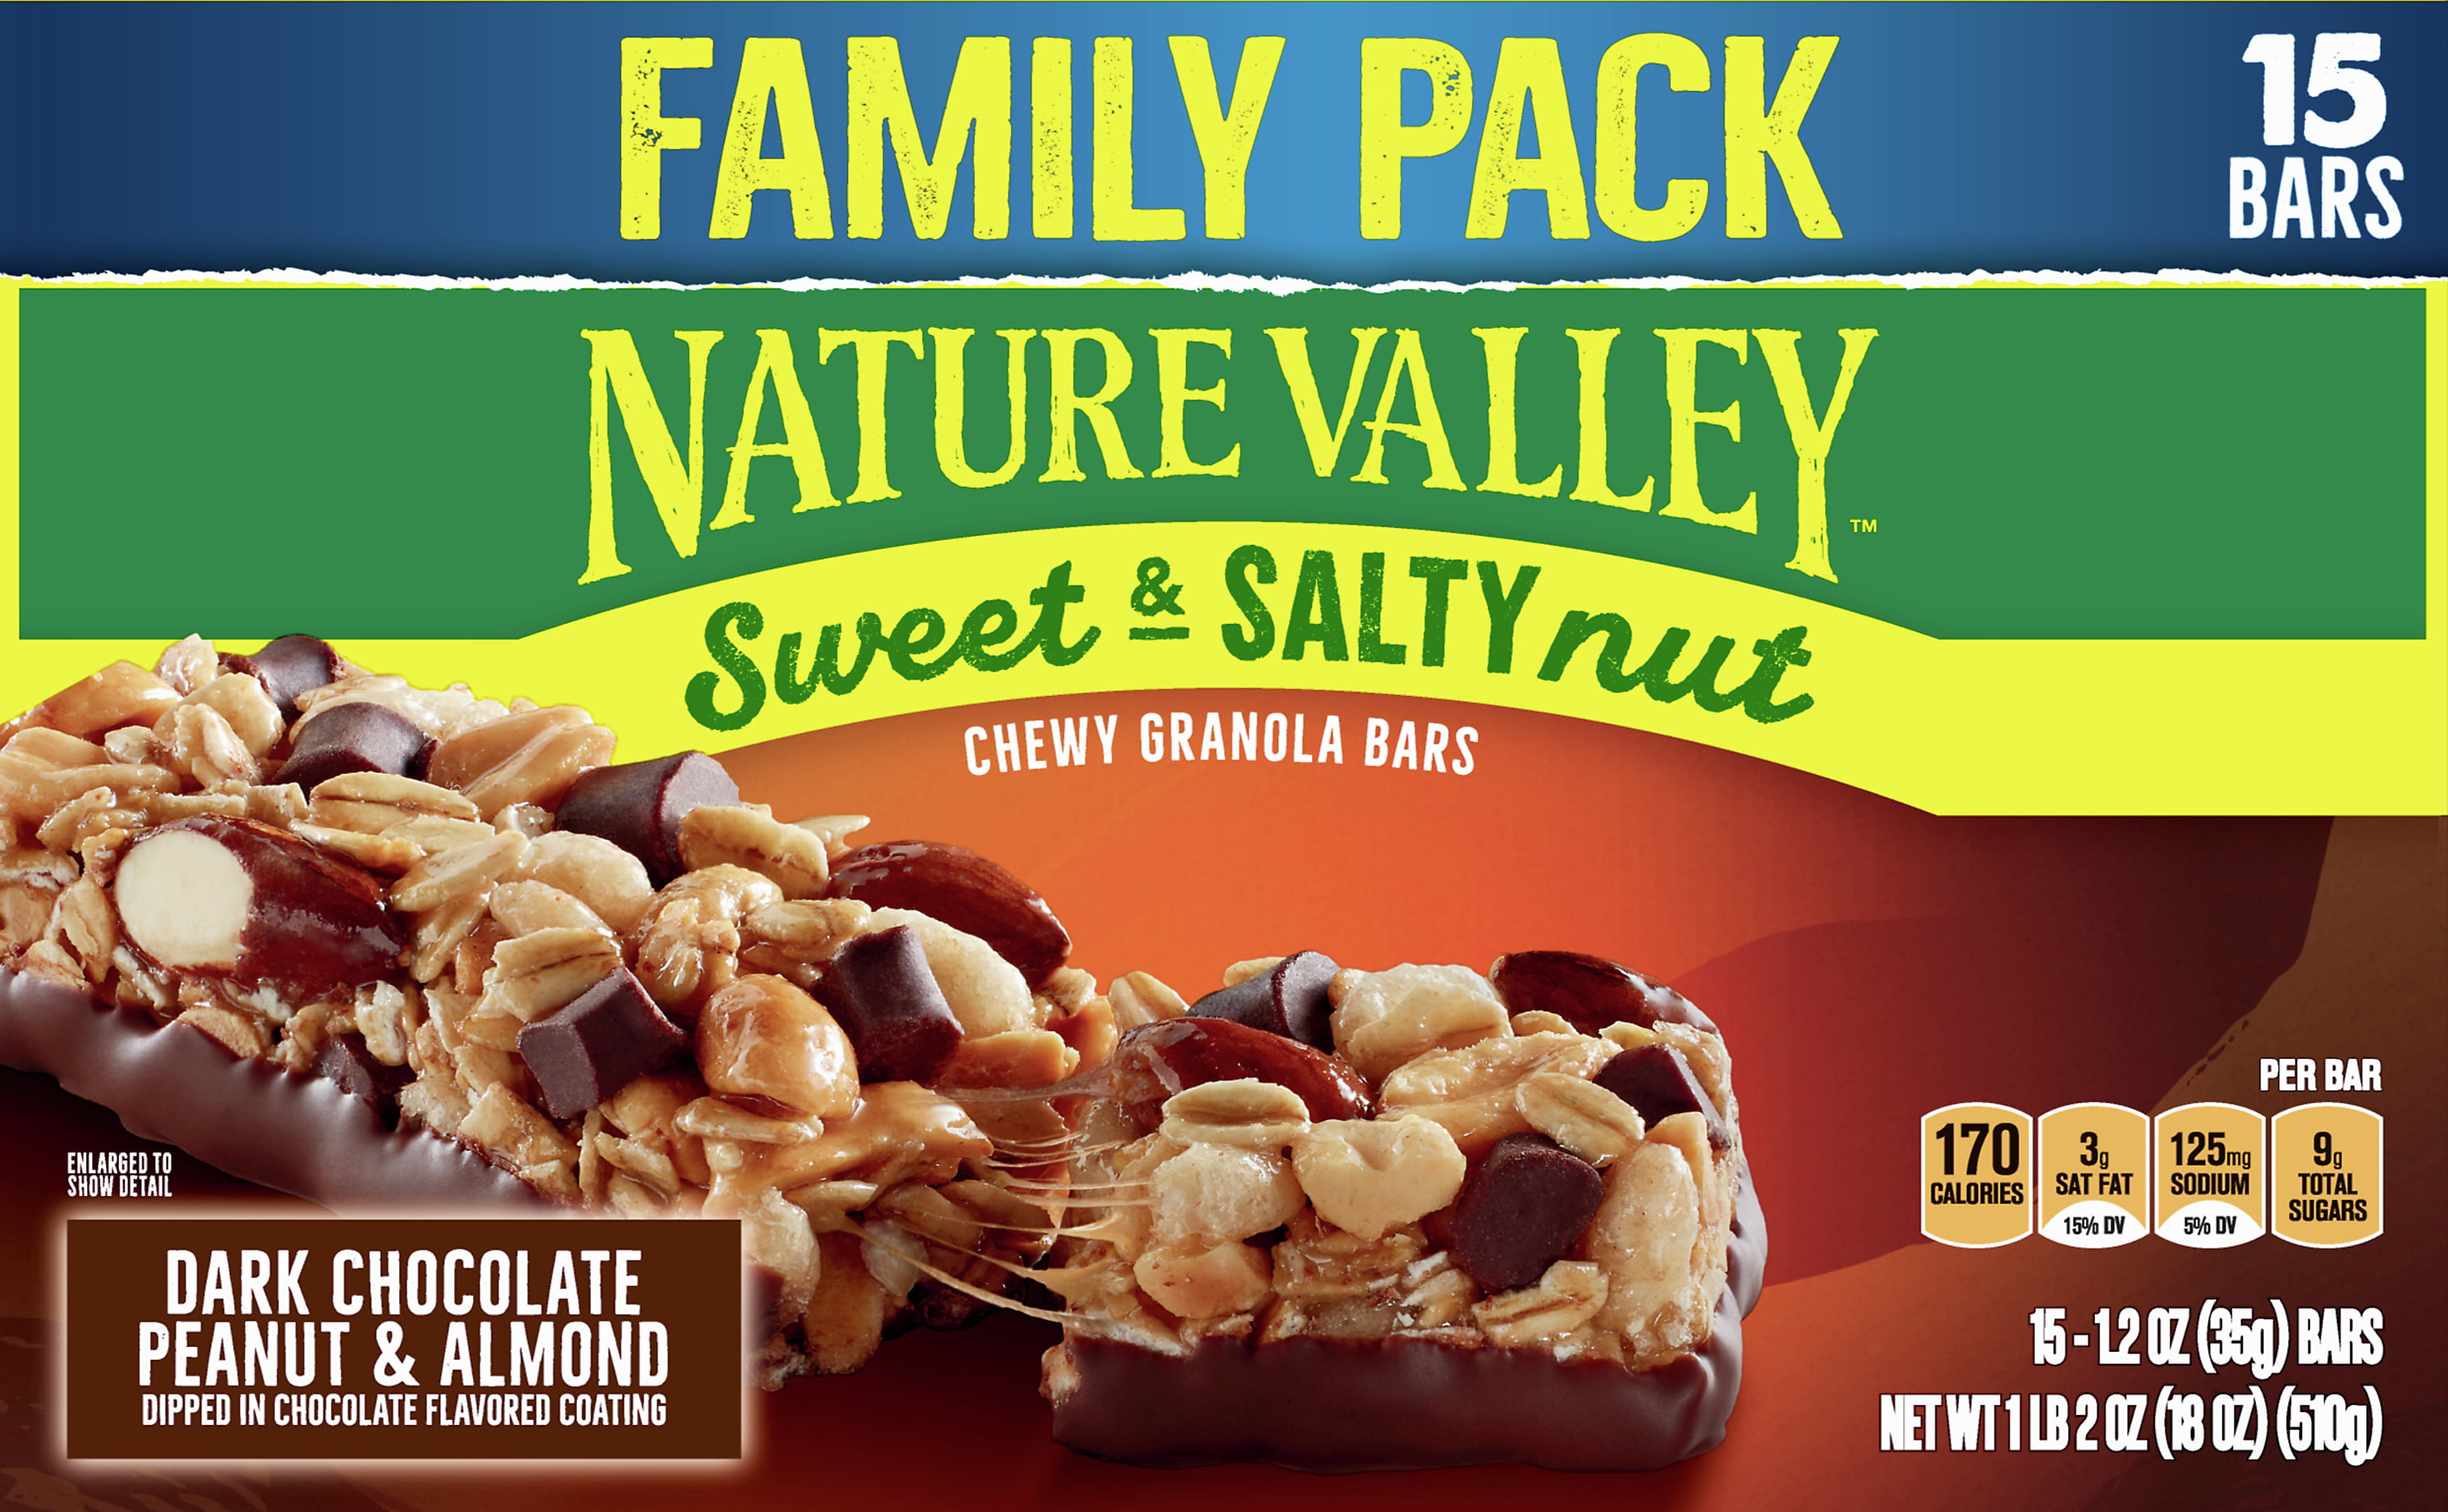 FAMILY PACK
15
BARS
NATURE VALLEY™
Sweet & SALTY nut
CHEWY GRANOLA BARS
PER BAR
170
CALORIES
3g
SAT FAT
15% DV
125mg
SODIUM
5% DV
9g
TOTAL
SUGARS
ENLARGED TO
SHOW DETAIL
DARK CHOCOLATE
PEANUT & ALMOND
DIPPED IN CHOCOLATE FLAVORED COATING
15 - 1.2 OZ (35g) BARS
NET WT 1 LB 2 OZ (18 OZ) (510g)